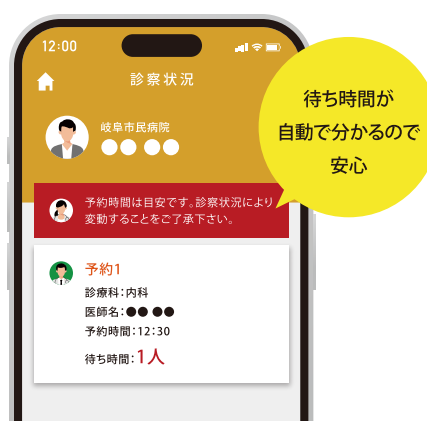 12:00
診察状況
岐阜市民病院
●● ●●
待ち時間が
自動で分かるので
安心
予約時間は目安です。診察状況により
変動することをご了承下さい。
予約1
診療科:内科
医師名:●● ●●
予約時間:12:30
待ち時間:1人